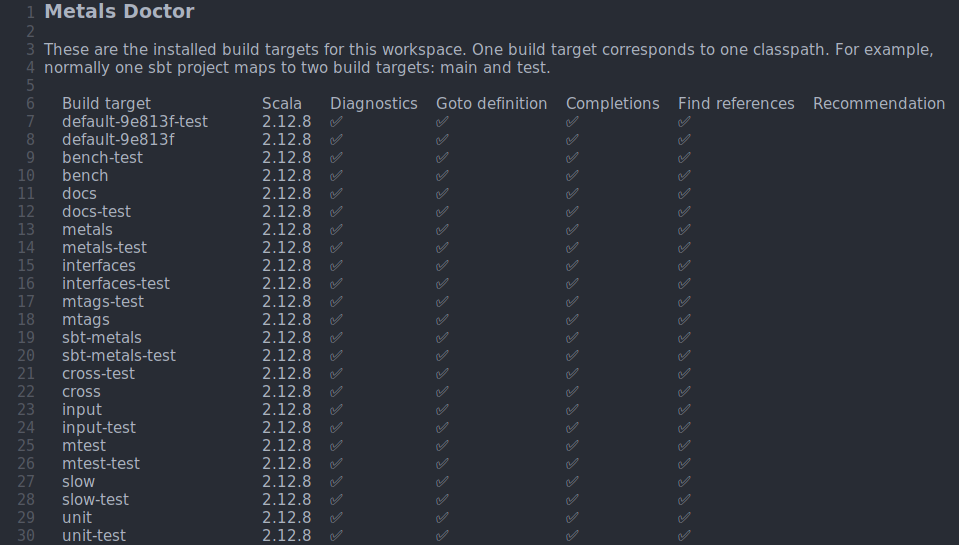 1 Metals Doctor
2
3 These are the installed build targets for this workspace. One build target corresponds to one classpath. For example,
4 normally one sbt project maps to two build targets: main and test.
5
6 Build target Scala Diagnostics Goto definition Completions Find references Recommendation
7 default-9e813f-test 2.12.8 ✅ ✅ ✅ ✅
8 default-9e813f 2.12.8 ✅ ✅ ✅ ✅
9 bench-test 2.12.8 ✅ ✅ ✅ ✅
10 bench 2.12.8 ✅ ✅ ✅ ✅
11 docs 2.12.8 ✅ ✅ ✅ ✅
12 docs-test 2.12.8 ✅ ✅ ✅ ✅
13 metals 2.12.8 ✅ ✅ ✅ ✅
14 metals-test 2.12.8 ✅ ✅ ✅ ✅
15 interfaces 2.12.8 ✅ ✅ ✅ ✅
16 interfaces-test 2.12.8 ✅ ✅ ✅ ✅
17 mtags-test 2.12.8 ✅ ✅ ✅ ✅
18 mtags 2.12.8 ✅ ✅ ✅ ✅
19 sbt-metals 2.12.8 ✅ ✅ ✅ ✅
20 sbt-metals-test 2.12.8 ✅ ✅ ✅ ✅
21 cross-test 2.12.8 ✅ ✅ ✅ ✅
22 cross 2.12.8 ✅ ✅ ✅ ✅
23 input 2.12.8 ✅ ✅ ✅ ✅
24 input-test 2.12.8 ✅ ✅ ✅ ✅
25 mtest 2.12.8 ✅ ✅ ✅ ✅
26 mtest-test 2.12.8 ✅ ✅ ✅ ✅
27 slow 2.12.8 ✅ ✅ ✅ ✅
28 slow-test 2.12.8 ✅ ✅ ✅ ✅
29 unit 2.12.8 ✅ ✅ ✅ ✅
30 unit-test 2.12.8 ✅ ✅ ✅ ✅